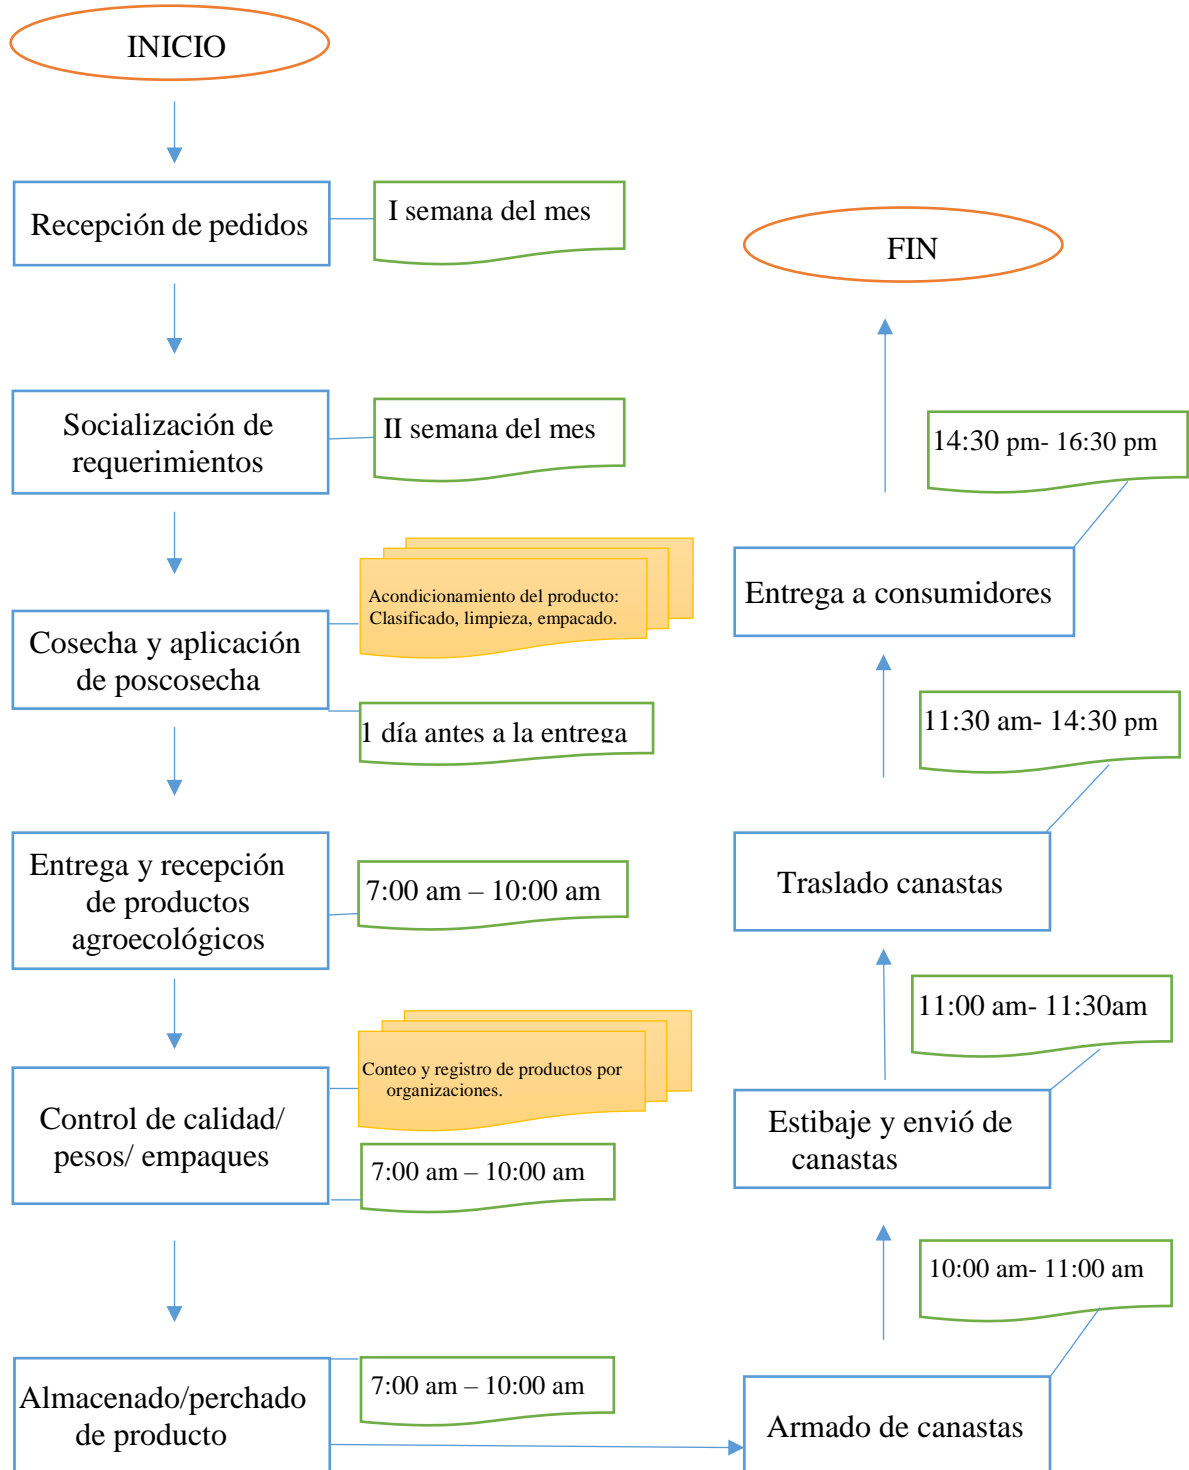 INICIO
Recepción de pedidos
I semana del mes
Socialización de
requerimientos
II semana del mes
Cosecha y aplicación
de poscosecha
Acondicionamiento del producto:
Clasificado, limpieza, empacado.
1 día antes a la entrega
Entrega y recepción
de productos
agroecológicos
7:00 am – 10:00 am
Control de calidad/
pesos/ empaques
Conteo y registro de productos por
organizaciones.
7:00 am – 10:00 am
Almacenado/perchado
de producto
7:00 am – 10:00 am
Armado de canastas
10:00 am- 11:00 am
Estibaje y envió de
canastas
11:00 am- 11:30am
Traslado canastas
11:30 am- 14:30 pm
Entrega a consumidores
14:30 pm- 16:30 pm
FIN